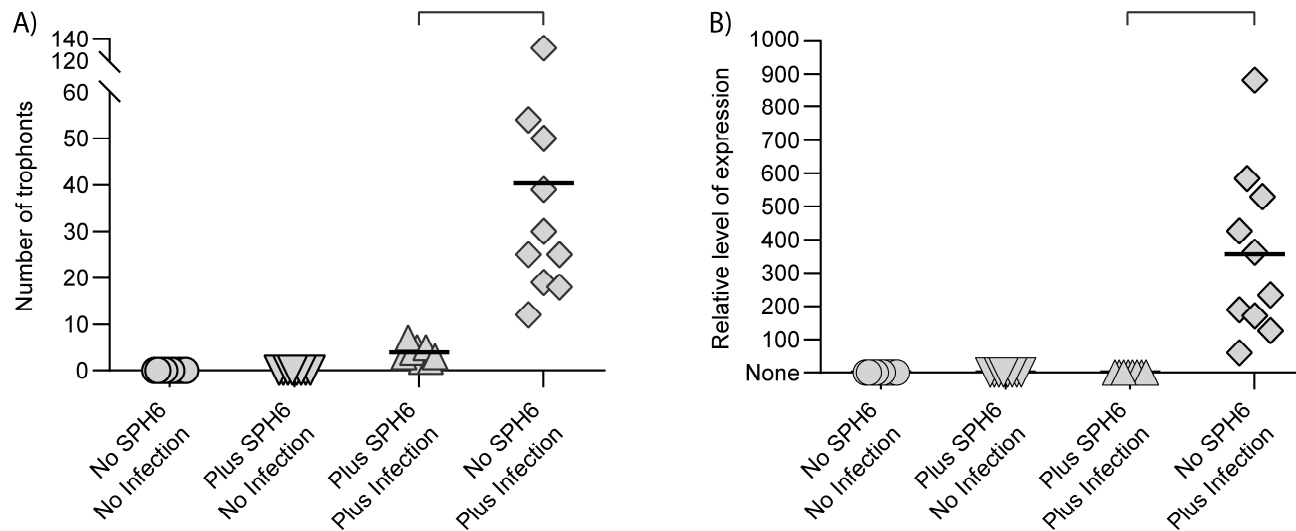 A)
140
120
60
50
40
30
20
10
0
Number of trophonts
No SPH6
No Infection
Plus SPH6
No Infection
Plus SPH6
Plus Infection
No SPH6
Plus Infection
B)
1000
900
800
700
600
500
400
300
200
100
None
Relative level of expression
No SPH6
No Infection
Plus SPH6
No Infection
Plus SPH6
Plus Infection
No SPH6
Plus Infection